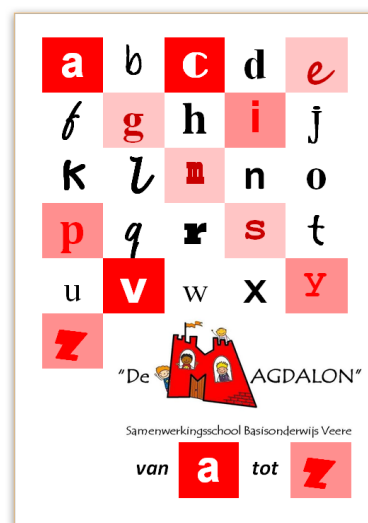 a b c d e
f g h i j
k l m n o
p q r s t
u v w x y
z
"De MAGDALON"
Samenwerkingsschool Basisonderwijs Veere
van a tot z